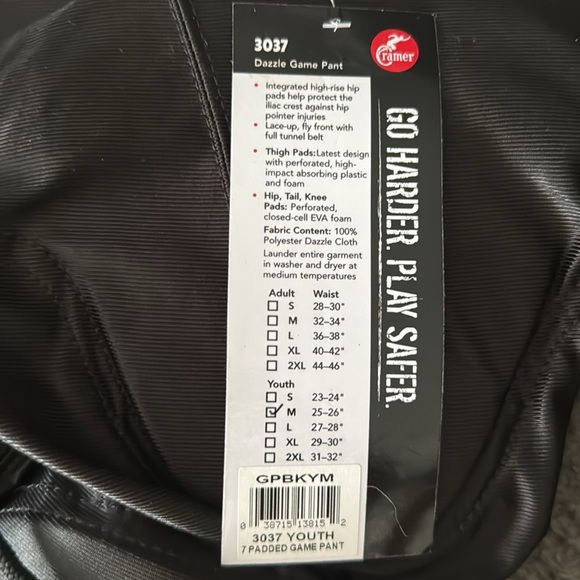 3037
Dazzle Game Pant
Cramer
• Integrated high-rise hip
pads help protect the
iliac crest against hip
pointer injuries
• Lace-up, fly front with
full tunnel belt
• Thigh Pads:Latest design
with perforated, high-
impact absorbing plastic
and foam
• Hip, Tail, Knee
Pads: Perforated,
closed-cell EVA foam
Fabric Content: 100%
Polyester Dazzle Cloth
Launder entire garment
in washer and dryer at
medium temperatures
Adult Waist
S 28–30"
M 32–34"
L 36–38"
XL 40–42"
2XL 44–46"
Youth
S 23–24"
M 25–26"
L 27–28"
XL 29–30"
2XL 31–32"
GPBKYM
0 38715 13815 2
3037 YOUTH
7 PADDED GAME PANT
GO HARDER. PLAY SAFER.